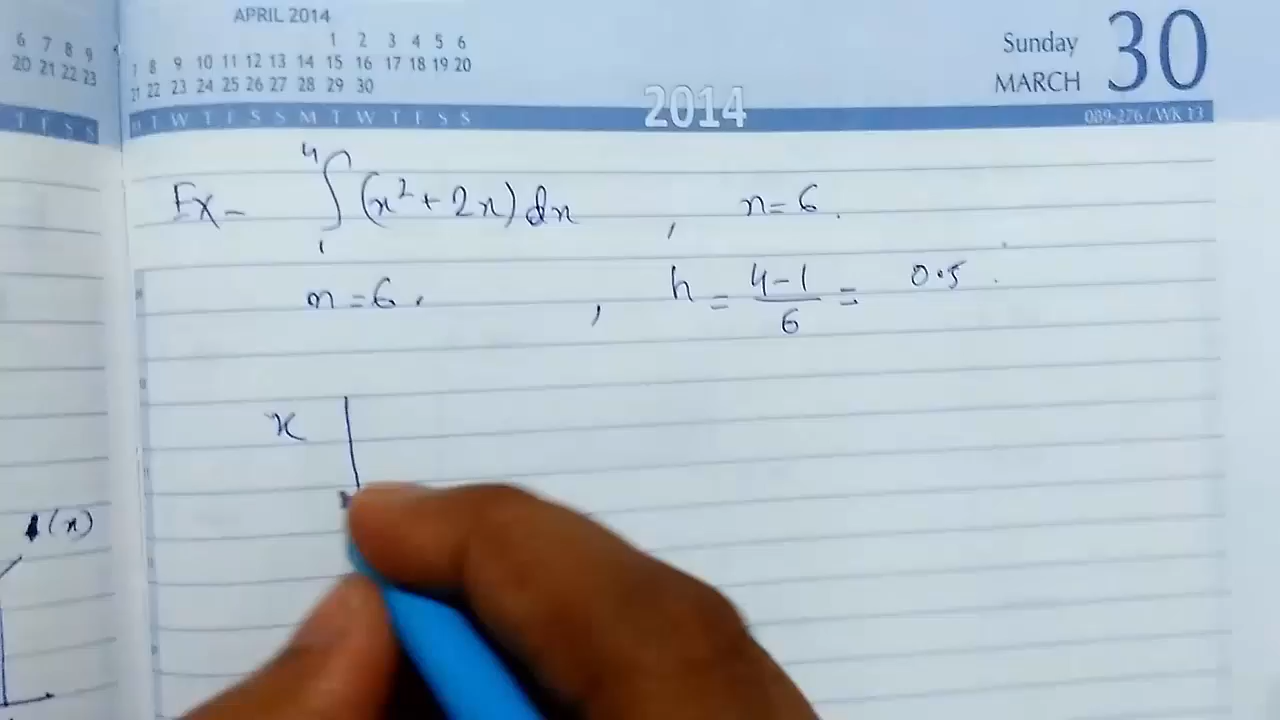 APRIL 2014
6 7 8 9
20 21 22 23
1 2 3 4 5 6
8 9 10 11 12 13 14 15 16 17 18 19 20
22 23 24 25 26 27 28 29 30
Sunday
MARCH 30
T F S S
T W T F S S M T W T F S S
2014
089-276 / WK 13
Ex- ∫₁⁴ (x² + 2x) dx , n = 6.
n = 6. , h = (4-1)/6 = 0.5
x
(x)